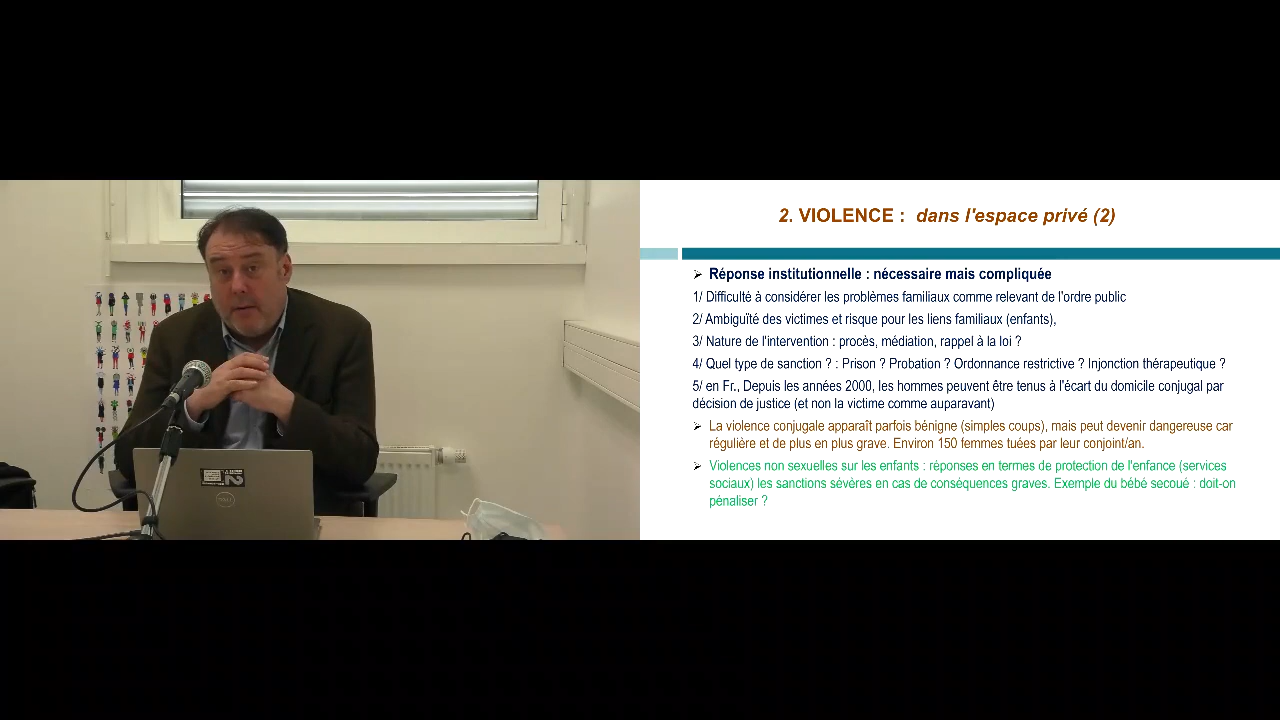 2. VIOLENCE : dans l'espace privé (2)
Réponse institutionnelle : nécessaire mais compliquée
1/ Difficulté à considérer les problèmes familiaux comme relevant de l'ordre public
2/ Ambiguïté des victimes et risque pour les liens familiaux (enfants),
3/ Nature de l'intervention : procès, médiation, rappel à la loi ?
4/ Quel type de sanction ? : Prison ? Probation ? Ordonnance restrictive ? Injonction thérapeutique ?
5/ en Fr., Depuis les années 2000, les hommes peuvent être tenus à l'écart du domicile conjugal par
décision de justice (et non la victime comme auparavant)
La violence conjugale apparaît parfois bénigne (simples coups), mais peut devenir dangereuse car
régulière et de plus en plus grave. Environ 150 femmes tuées par leur conjoint/an.
Violences non sexuelles sur les enfants : réponses en termes de protection de l'enfance (services
sociaux) les sanctions sévères en cas de conséquences graves. Exemple du bébé secoué : doit-on
pénaliser ?
DELL